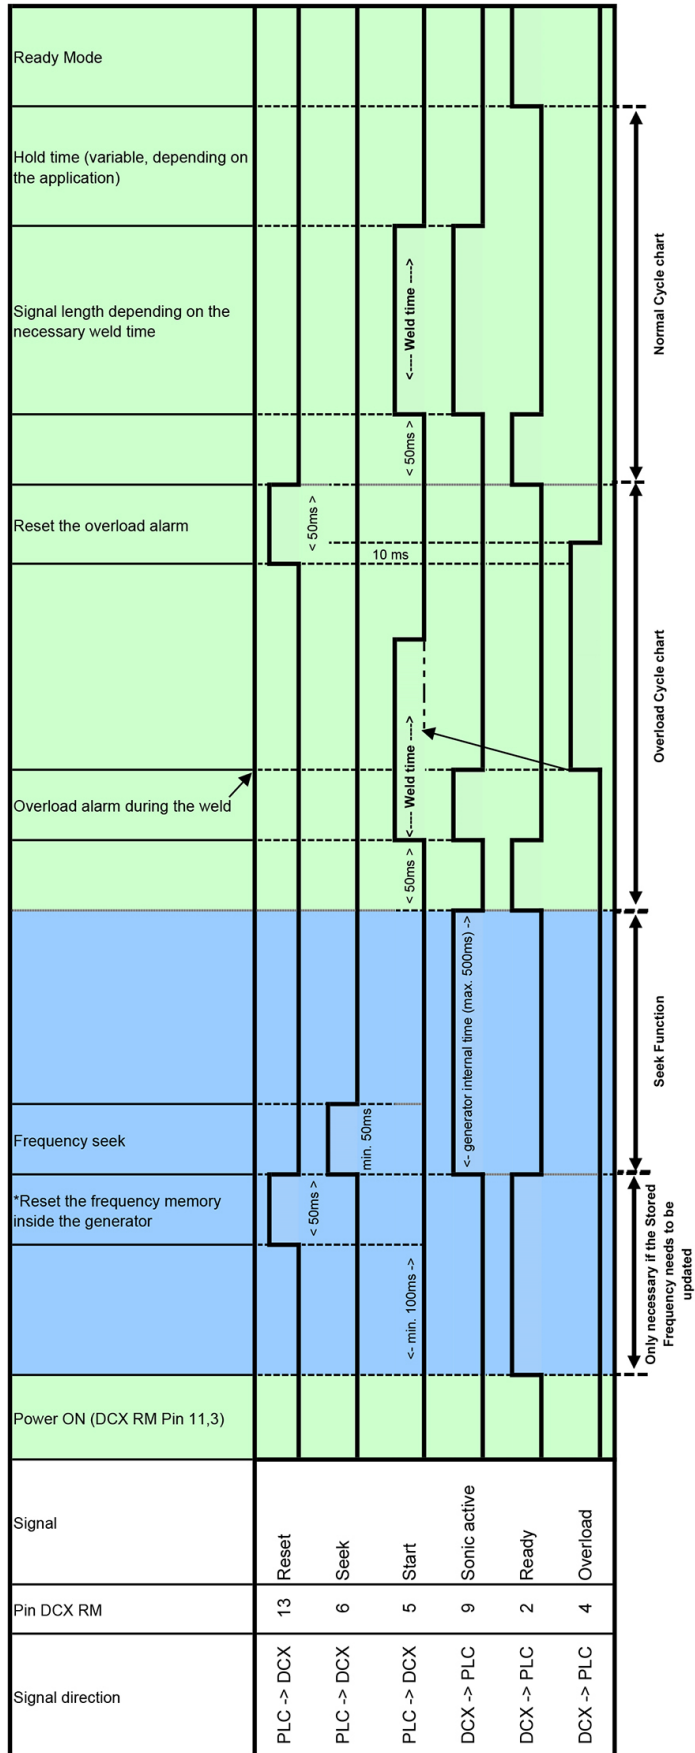 Ready Mode
Hold time (variable, depending on
the application)
Signal length depending on the
necessary weld time
<---- Weld time ---->
< 50ms >
Normal Cycle chart
Reset the overload alarm
< 50ms >
10 ms
Overload alarm during the weld
<---- Weld time ---->
< 50ms >
Overload Cycle chart
<- generator internal time (max. 500ms) ->
Seek Function
Frequency seek
min. 50ms
*Reset the frequency memory
inside the generator
< 50ms >
<- min. 100ms ->
Only necessary if the Stored
Frequency needs to be
updated
Power ON (DCX RM Pin 11,3)
Signal
Reset
Seek
Start
Sonic active
Ready
Overload
Pin DCX RM
13
6
5
9
2
4
Signal direction
PLC -> DCX
PLC -> DCX
PLC -> DCX
DCX -> PLC
DCX -> PLC
DCX -> PLC